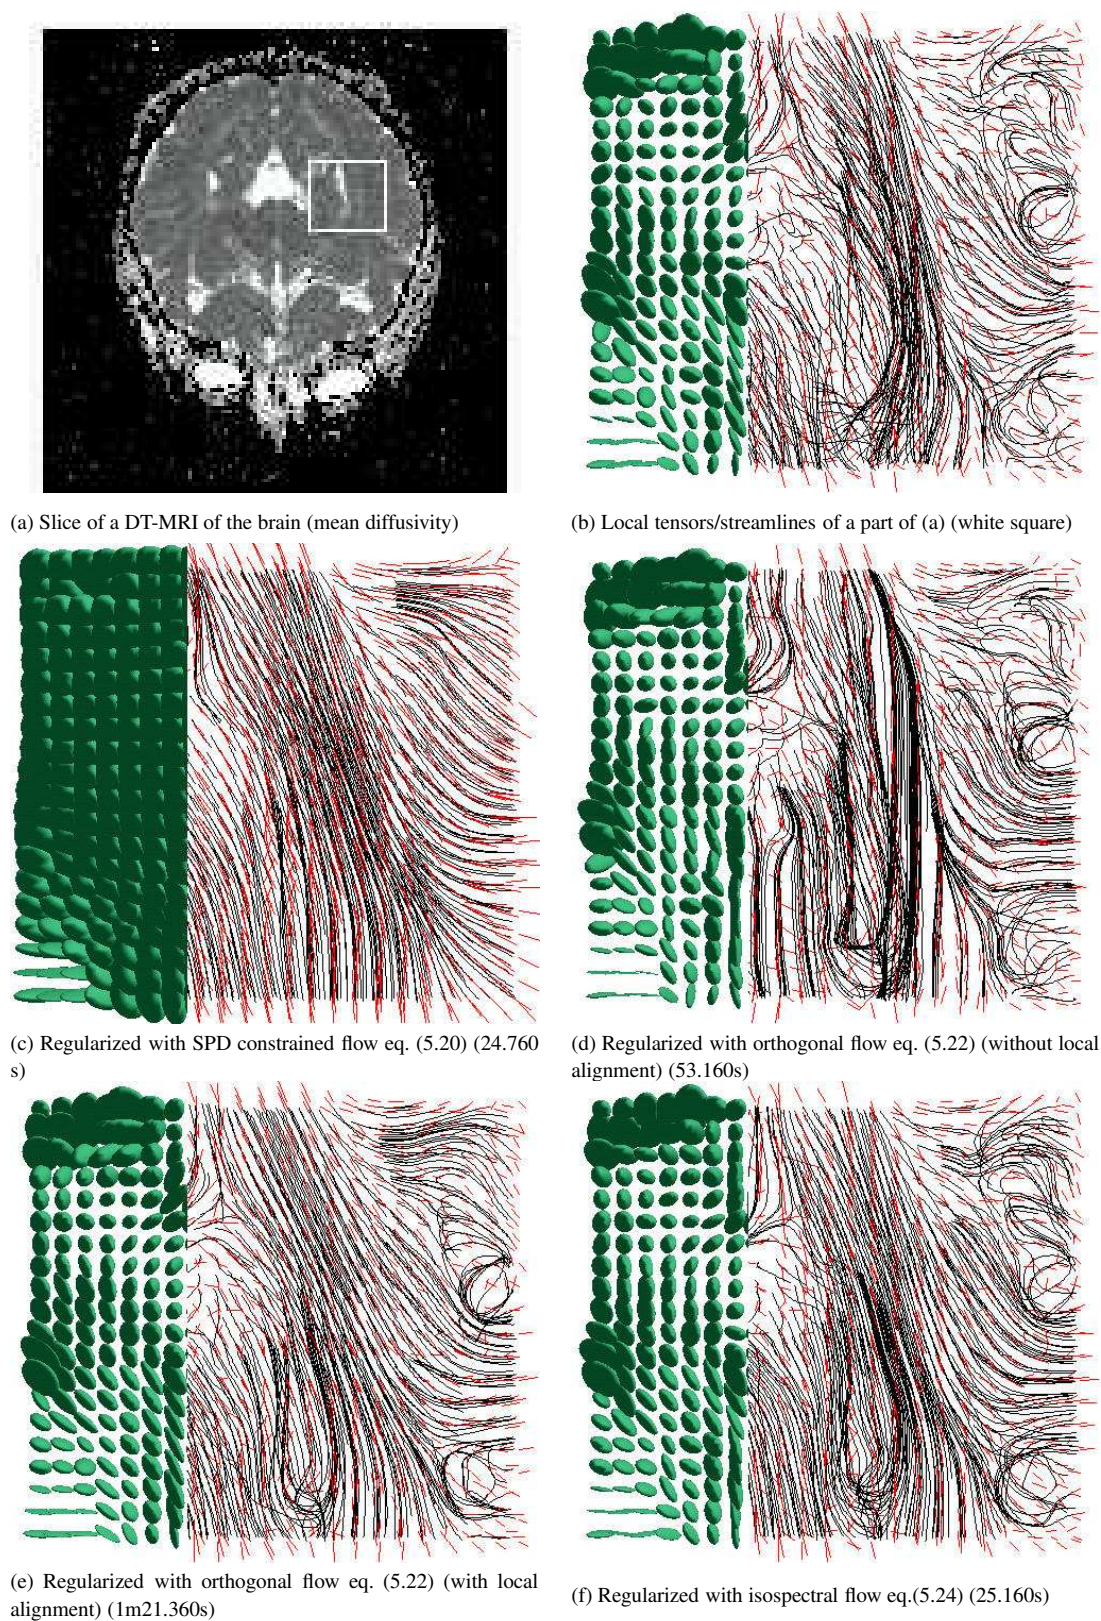 (a) Slice of a DT-MRI of the brain (mean diffusivity)
(b) Local tensors/streamlines of a part of (a) (white square)
(c) Regularized with SPD constrained flow eq. (5.20) (24.760
s)
(d) Regularized with orthogonal flow eq. (5.22) (without local
alignment) (53.160s)
(e) Regularized with orthogonal flow eq. (5.22) (with local
alignment) (1m21.360s)
(f) Regularized with isospectral flow eq.(5.24) (25.160s)